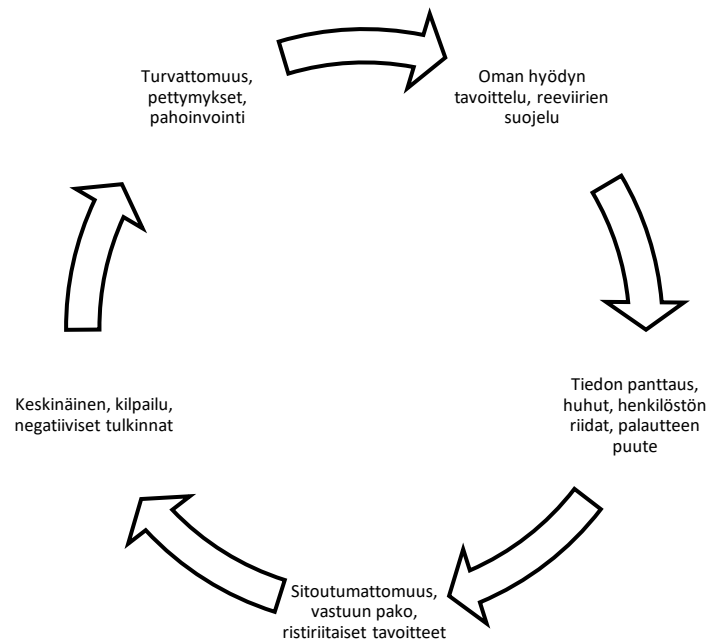 Turvattomuus,
pettymykset,
pahoinvointi
Oman hyödyn
tavoittelu, reeviirien
suojelu
Tiedon panttaus,
huhut, henkilöstön
riidat, palautteen
puute
Sitoutumattomuus,
vastuun pako,
ristiriitaiset tavoitteet
Keskinäinen, kilpailu,
negatiiviset tulkinnat